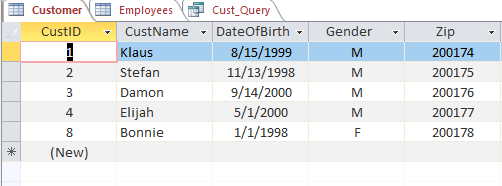 Customer Employees Cust_Query
CustID CustName DateOfBirth Gender Zip
1 Klaus 8/15/1999 M 200174
2 Stefan 11/13/1998 M 200175
3 Damon 9/14/2000 M 200176
4 Elijah 5/1/2000 M 200177
8 Bonnie 1/1/1998 F 200178
(New)